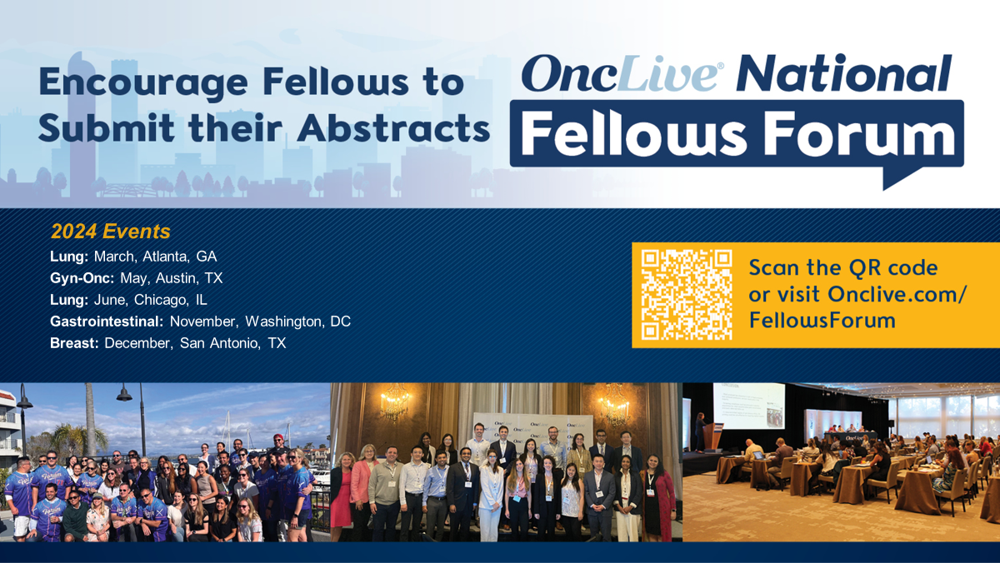 Encourage Fellows to
Submit their Abstracts
OncLive® National
Fellows Forum
2024 Events
Lung: March, Atlanta, GA
Gyn-Onc: May, Austin, TX
Lung: June, Chicago, IL
Gastrointestinal: November, Washington, DC
Breast: December, San Antonio, TX
Scan the QR code
or visit Onclive.com/
FellowsForum